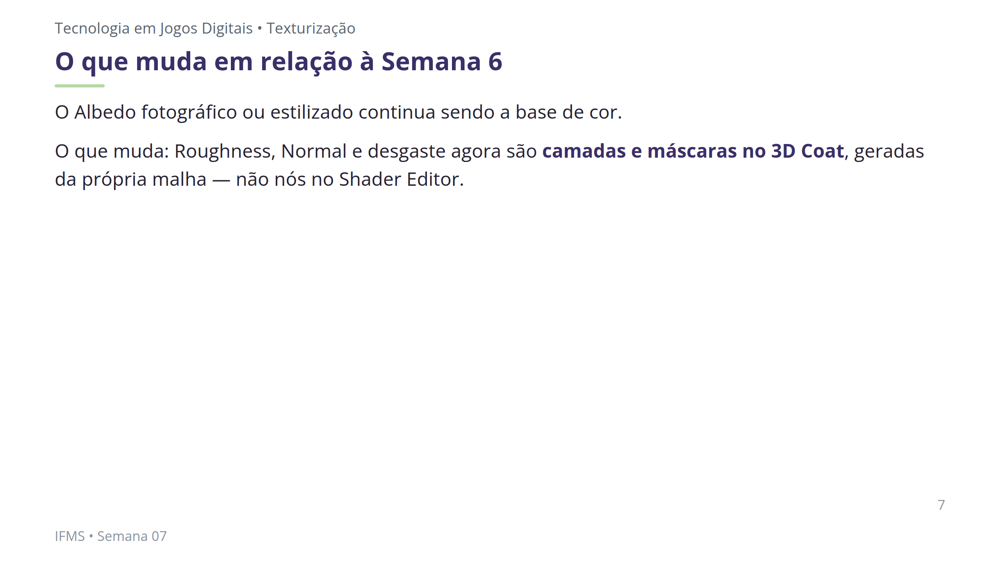 Tecnologia em Jogos Digitais • Texturização
O que muda em relação à Semana 6
O Albedo fotográfico ou estilizado continua sendo a base de cor.
O que muda: Roughness, Normal e desgaste agora são camadas e máscaras no 3D Coat, geradas
da própria malha — não nós no Shader Editor.
7
IFMS • Semana 07